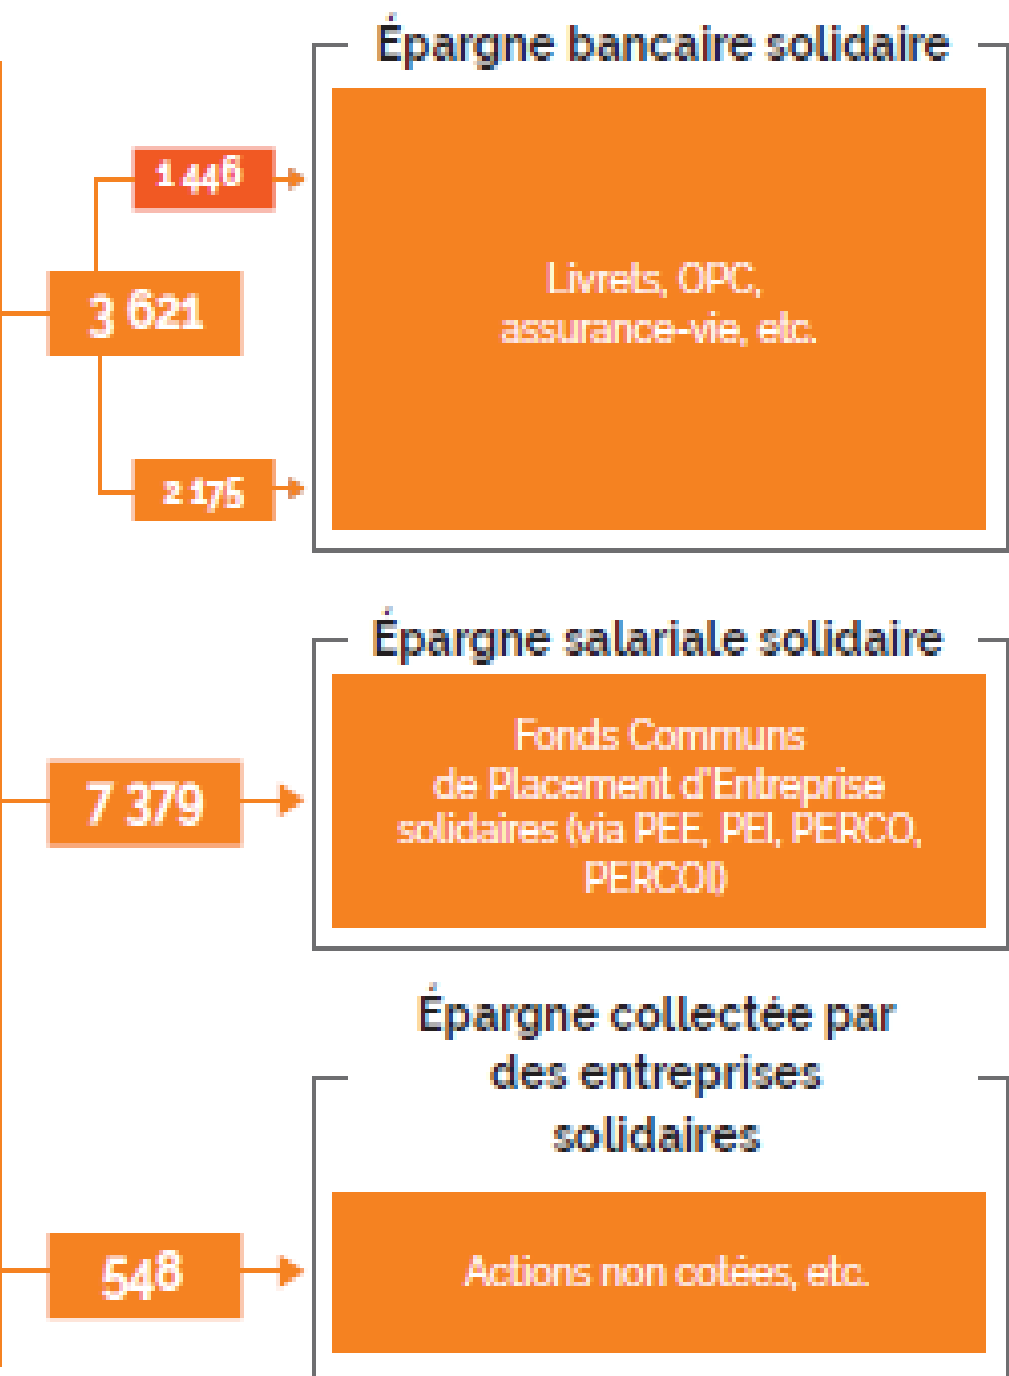 Épargne bancaire solidaire
1 446
3 621
Livrets, OPC,
assurance-vie, etc.
2 175
Épargne salariale solidaire
7 379
Fonds Communs
de Placement d'Entreprise
solidaires (via PEE, PEI, PERCO,
PERCOI)
Épargne collectée par
des entreprises
solidaires
548
Actions non cotées, etc.